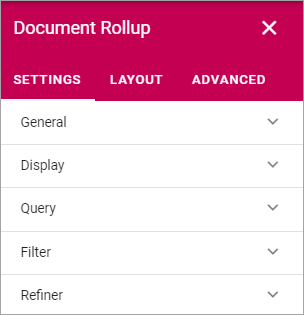 Document Rollup
SETTINGS LAYOUT ADVANCED
General
Display
Query
Filter
Refiner